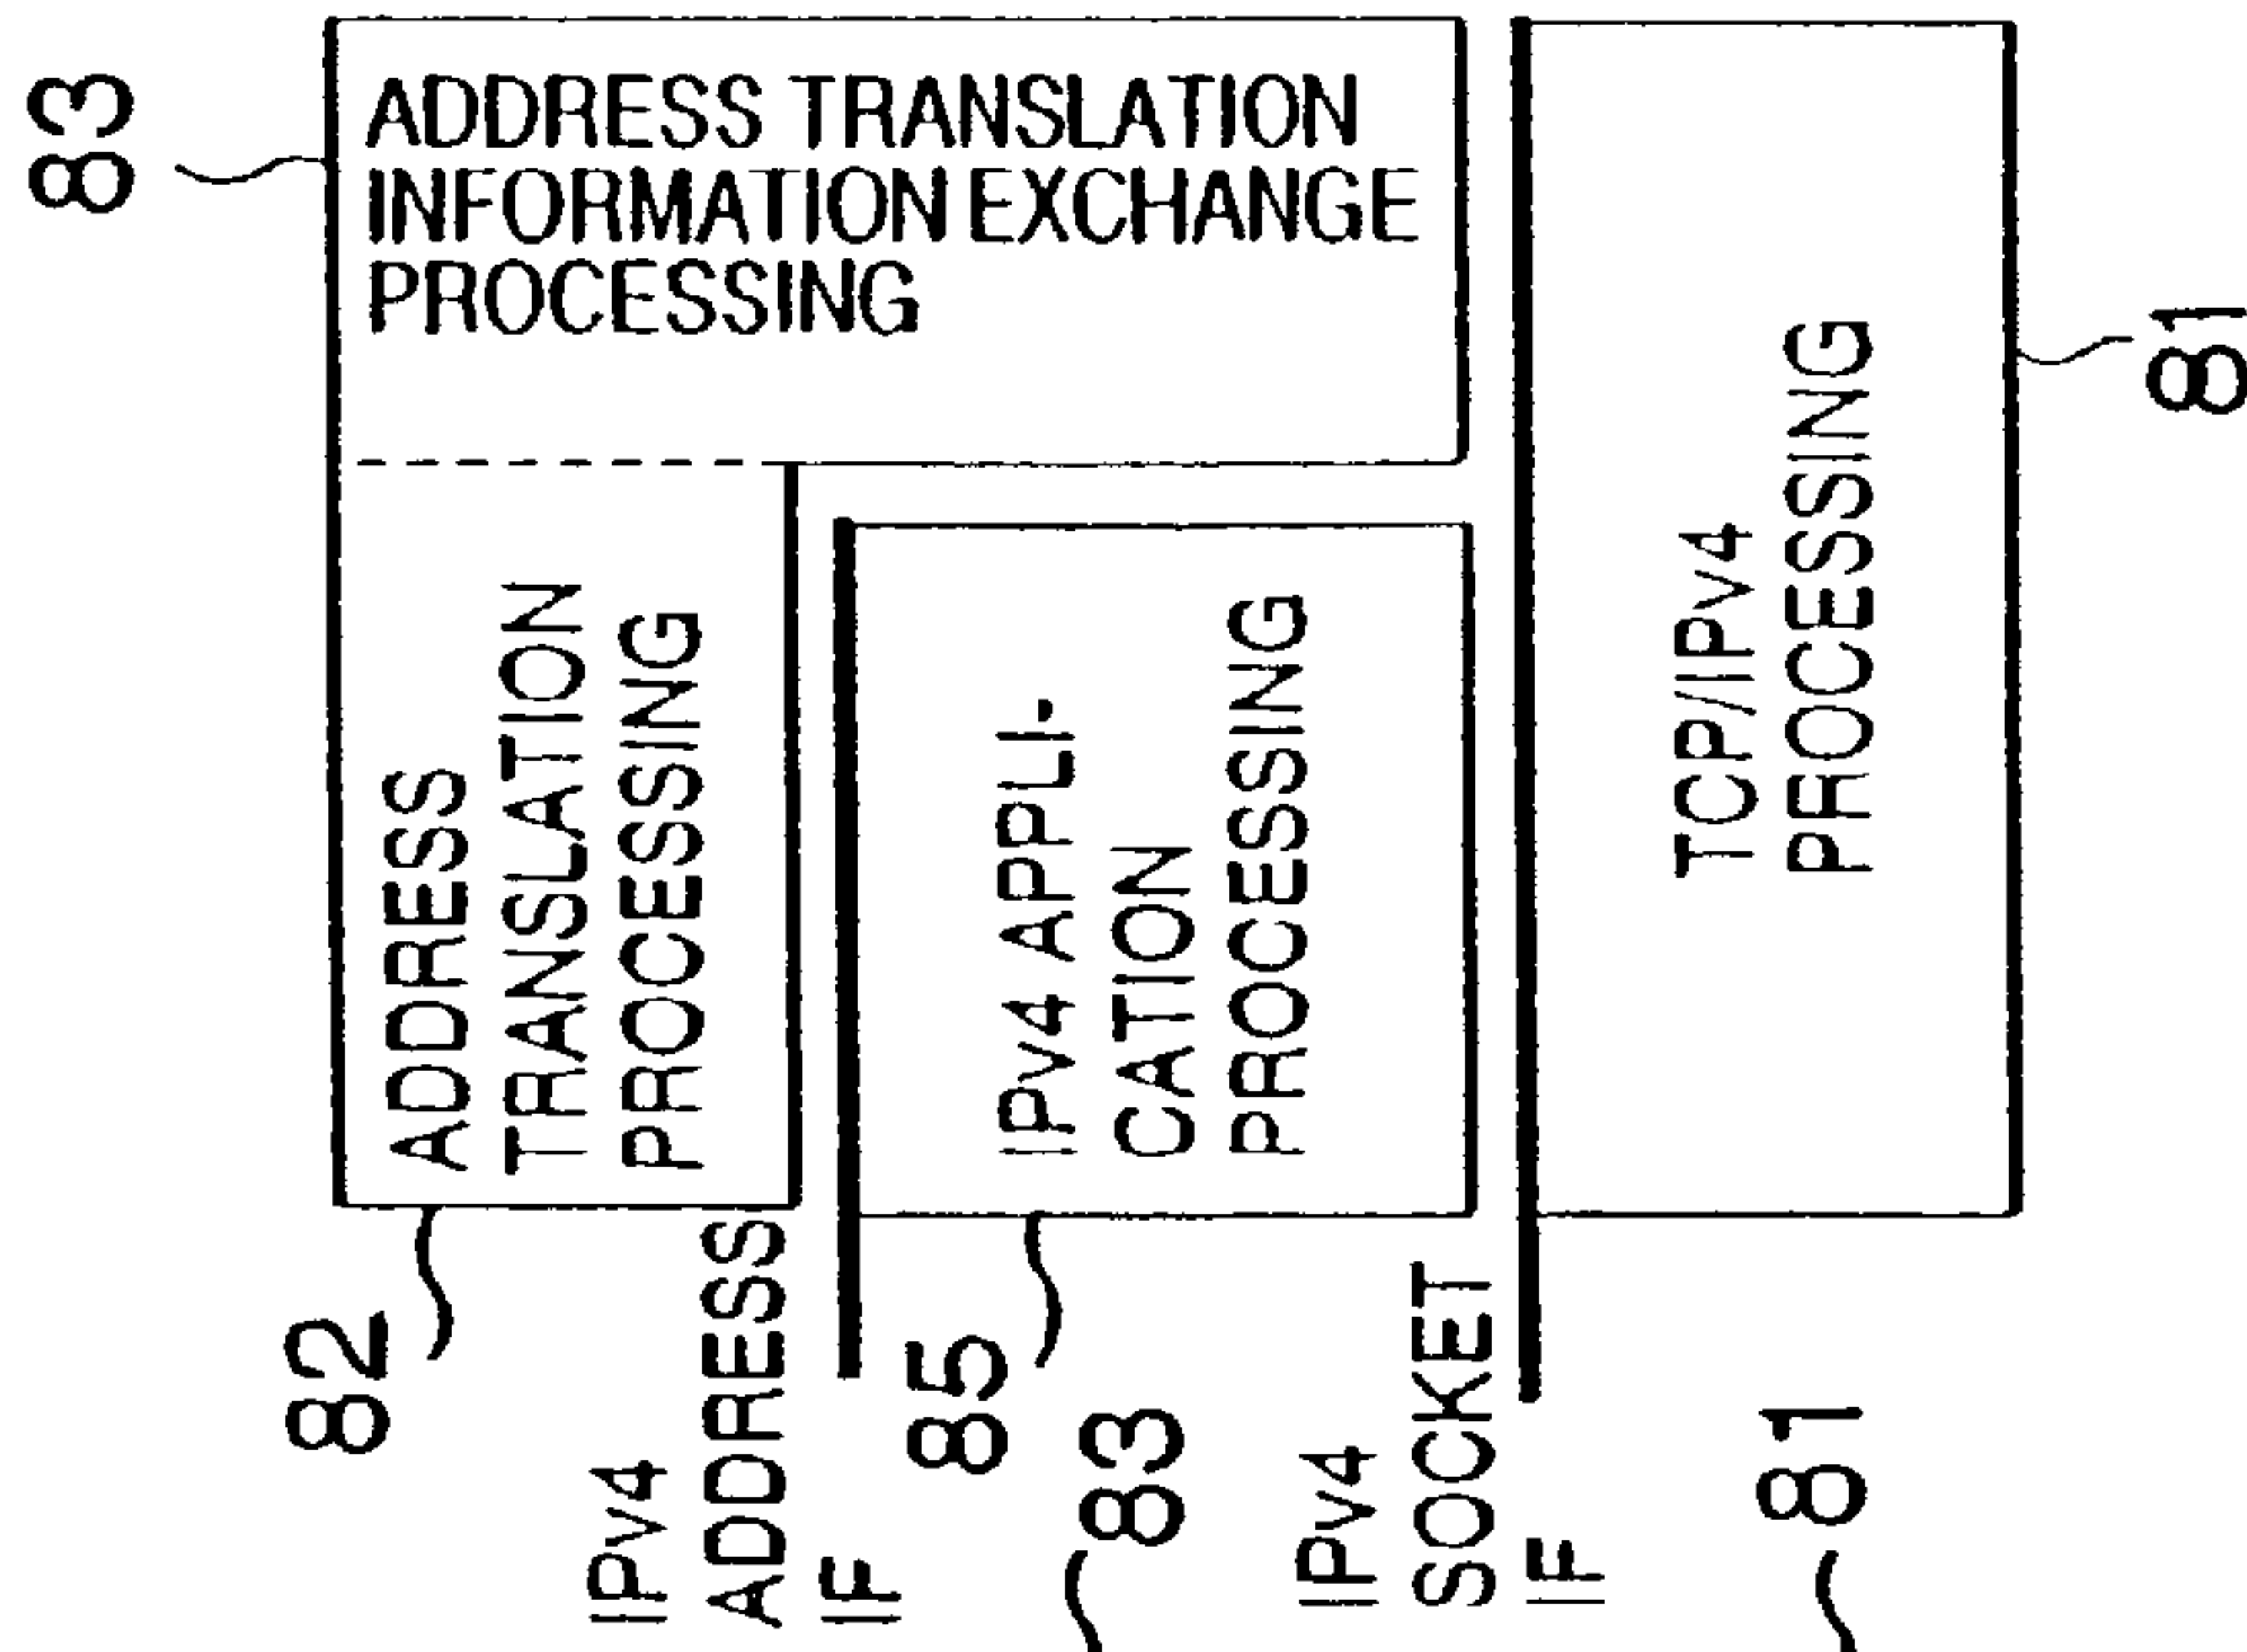 83
ADDRESS TRANSLATION
INFORMATION EXCHANGE
PROCESSING
82
ADDRESS
TRANSLATION
PROCESSING
IPv4
ADDRESS
IF
85
IPv4 APPLI-
CATION
PROCESSING
83
IPv4
SOCKET
IF
TCP/IPv4
PROCESSING
81
81